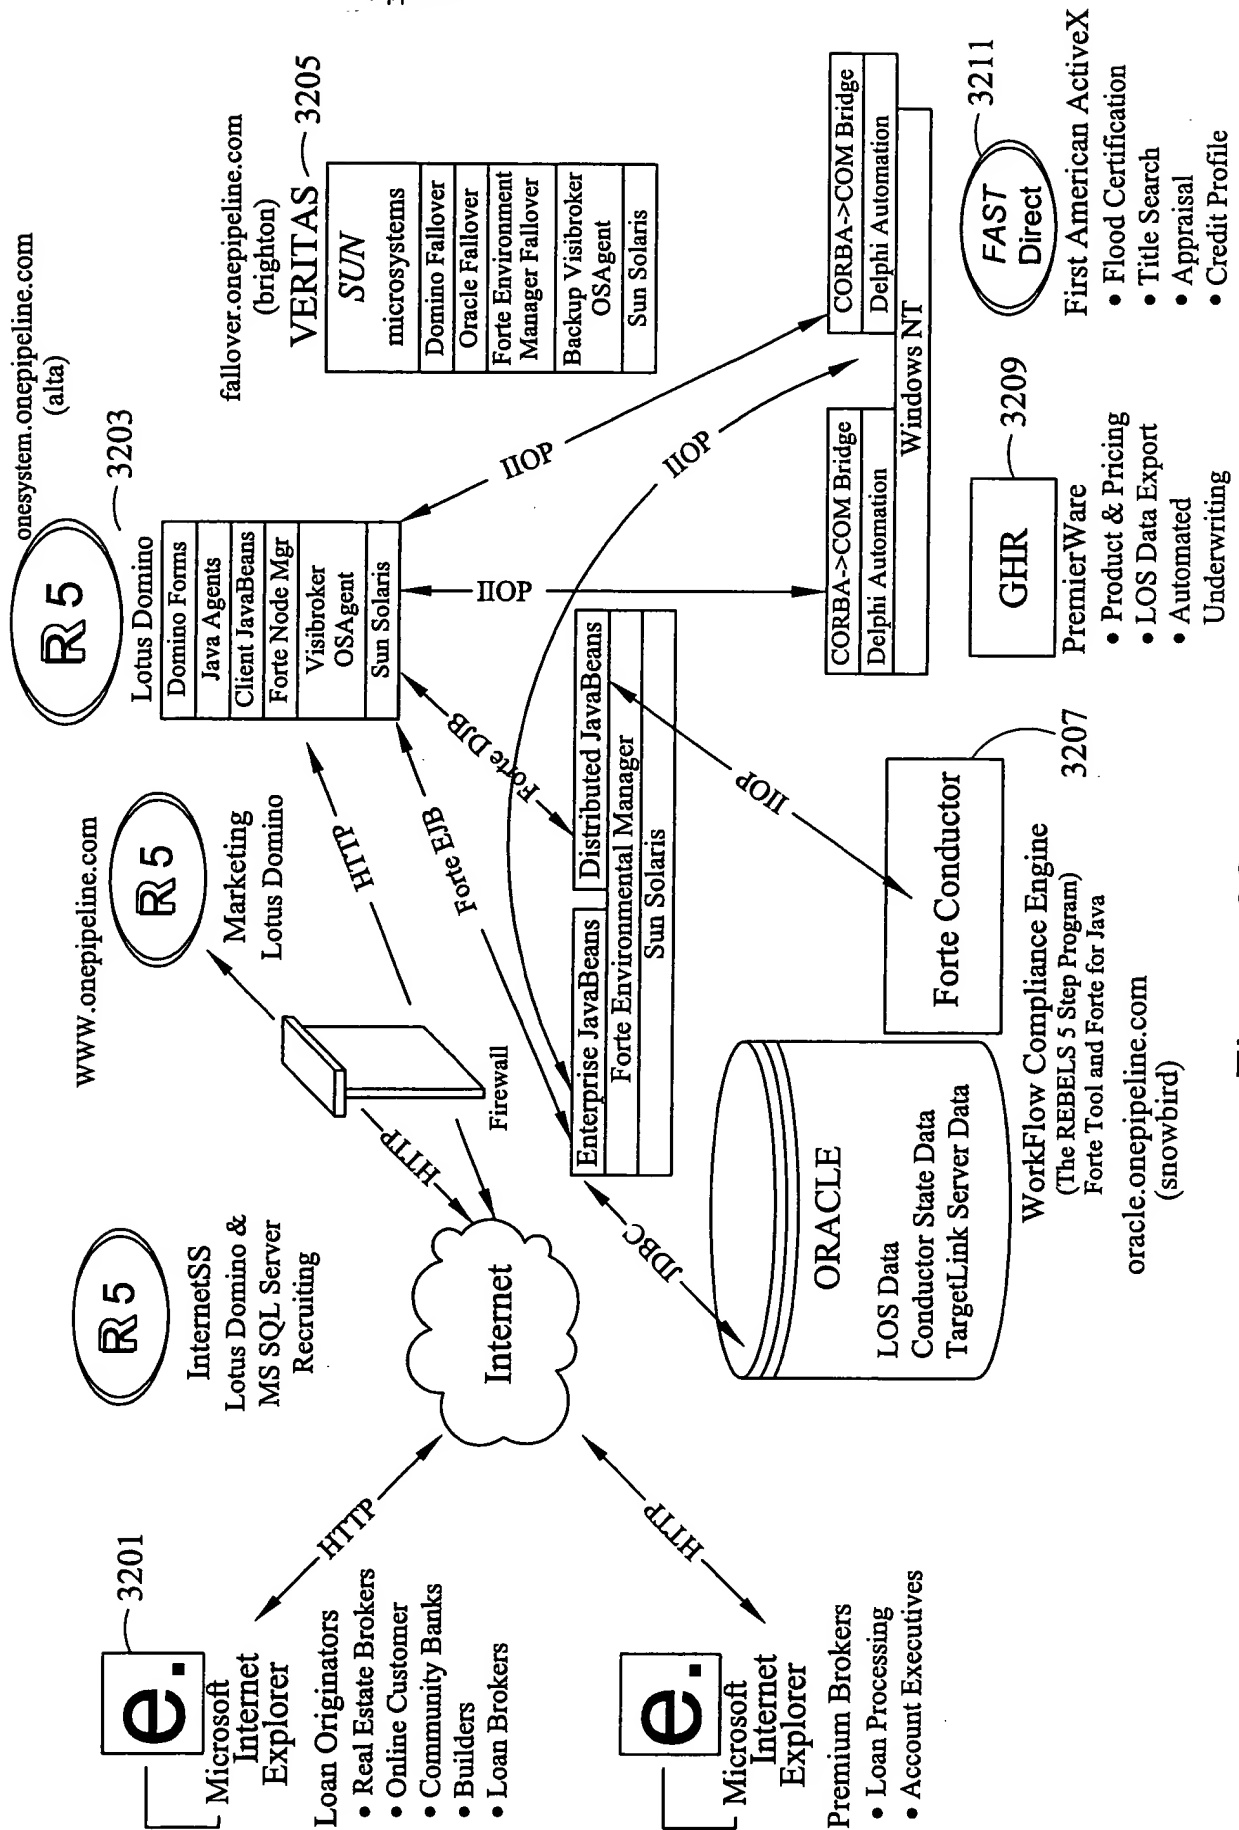 onesystem.onepipeline.com
(alta)
R 5
3203
Lotus Domino
Domino Forms
Java Agents
Client JavaBeans
Forte Node Mgr
Visibroker
OSAgent
Sun Solaris
fallover.onepipeline.com
(brighton)
VERITAS
3205
SUN
microsystems
Domino Fallover
Oracle Fallover
Forte Environment
Manager Fallover
Backup Visibroker
OSAgent
Sun Solaris
WWW.onepipeline.com
R 5
Marketing
Lotus Domino
R 5
InternetSS
Lotus Domino &
MS SQL Server
Recruiting
3201
e.
Microsoft
Internet
Explorer
Loan Originators
• Real Estate Brokers
• Online Customer
• Community Banks
• Builders
• Loan Brokers
HTTP
Internet
HTTP
Firewall
HTTP
Forte EJB
Forte DJB
IIOP
IIOP
IIOP
HTTP
e.
Microsoft
Internet
Explorer
Premium Brokers
• Loan Processing
• Account Executives
Enterprise JavaBeans
Distributed JavaBeans
Forte Environmental Manager
Sun Solaris
JDBC
IIOP
CORBA->COM Bridge
Delphi Automation
CORBA->COM Bridge
Delphi Automation
Windows NT
ORACLE
LOS Data
Conductor State Data
TargetLink Server Data
Forte Conductor
3207
WorkFlow Compliance Engine
(The REBELS 5 Step Program)
Forte Tool and Forte for Java
oracle.onepipeline.com
(snowbird)
GHR
3209
PremierWare
• Product & Pricing
• LOS Data Export
• Automated
Underwriting
FAST
Direct
3211
First American ActiveX
• Flood Certification
• Title Search
• Appraisal
• Credit Profile